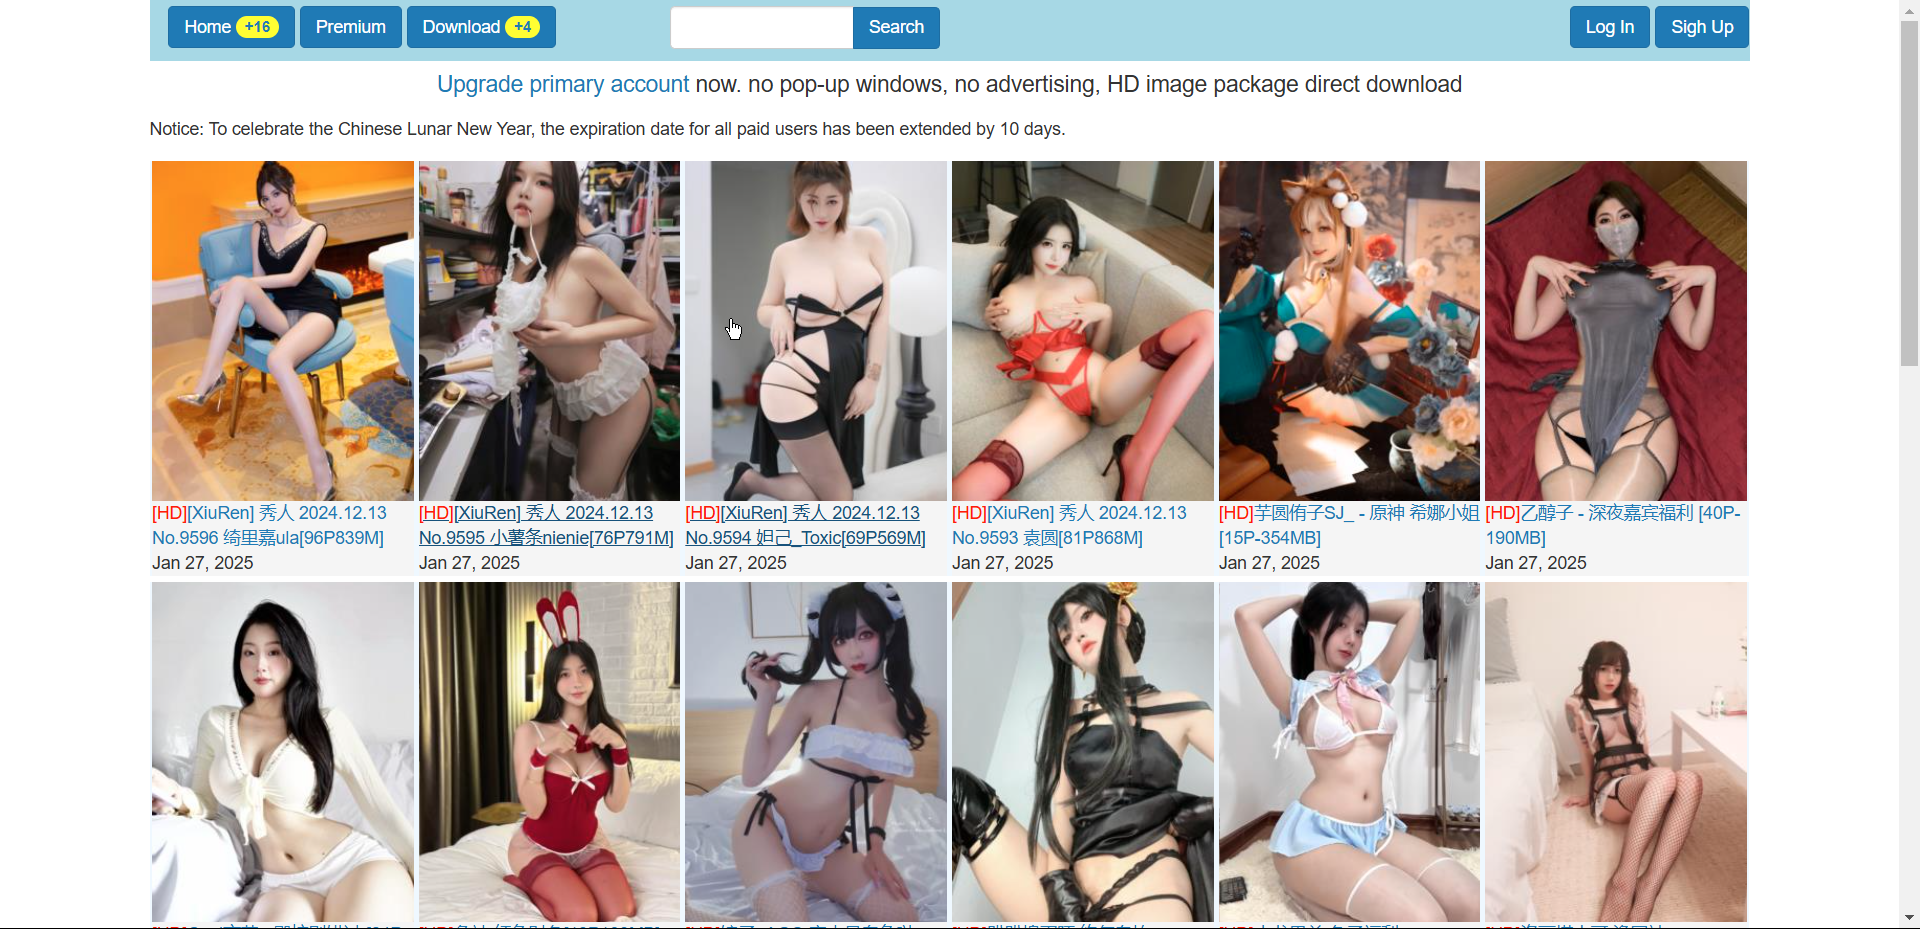 Home +16 Premium Download +4 Search Log In Sigh Up
Upgrade primary account now. no pop-up windows, no advertising, HD image package direct download
Notice: To celebrate the Chinese Lunar New Year, the expiration date for all paid users has been extended by 10 days.
[HD][XiuRen] 秀人 2024.12.13
No.9596 绮里嘉ula[96P839M]
Jan 27, 2025
[HD][XiuRen] 秀人 2024.12.13
No.9595 小薯条nienie[76P791M]
Jan 27, 2025
[HD][XiuRen] 秀人 2024.12.13
No.9594 妲己_Toxic[69P569M]
Jan 27, 2025
[HD][XiuRen] 秀人 2024.12.13
No.9593 袁圆[81P868M]
Jan 27, 2025
[HD]芋圆侑子SJ_ - 原神 希娜小姐
[15P-354MB]
Jan 27, 2025
[HD]乙醇子 - 深夜嘉宾福利 [40P-
190MB]
Jan 27, 2025